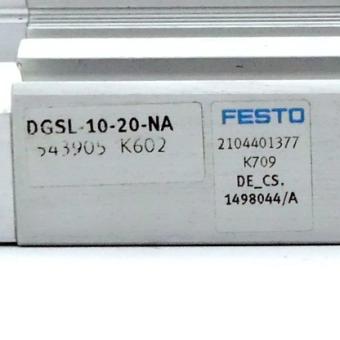 DGSL-10-20-NA
543905 K602
FESTO
2104401377
K709
DE_CS.
1498044/A